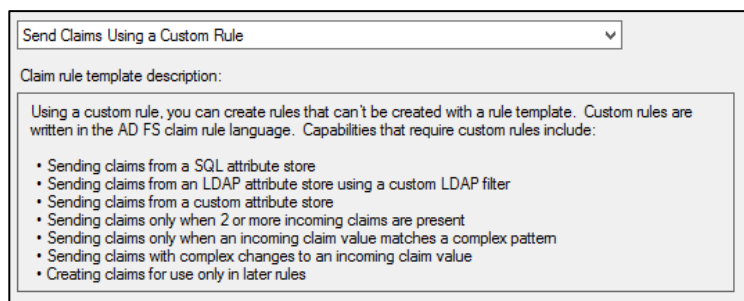 Send Claims Using a Custom Rule
Claim rule template description:
Using a custom rule, you can create rules that can't be created with a rule template.  Custom rules are
written in the AD FS claim rule language.  Capabilities that require custom rules include:
• Sending claims from a SQL attribute store
• Sending claims from an LDAP attribute store using a custom LDAP filter
• Sending claims from a custom attribute store
• Sending claims only when 2 or more incoming claims are present
• Sending claims only when an incoming claim value matches a complex pattern
• Sending claims with complex changes to an incoming claim value
• Creating claims for use only in later rules